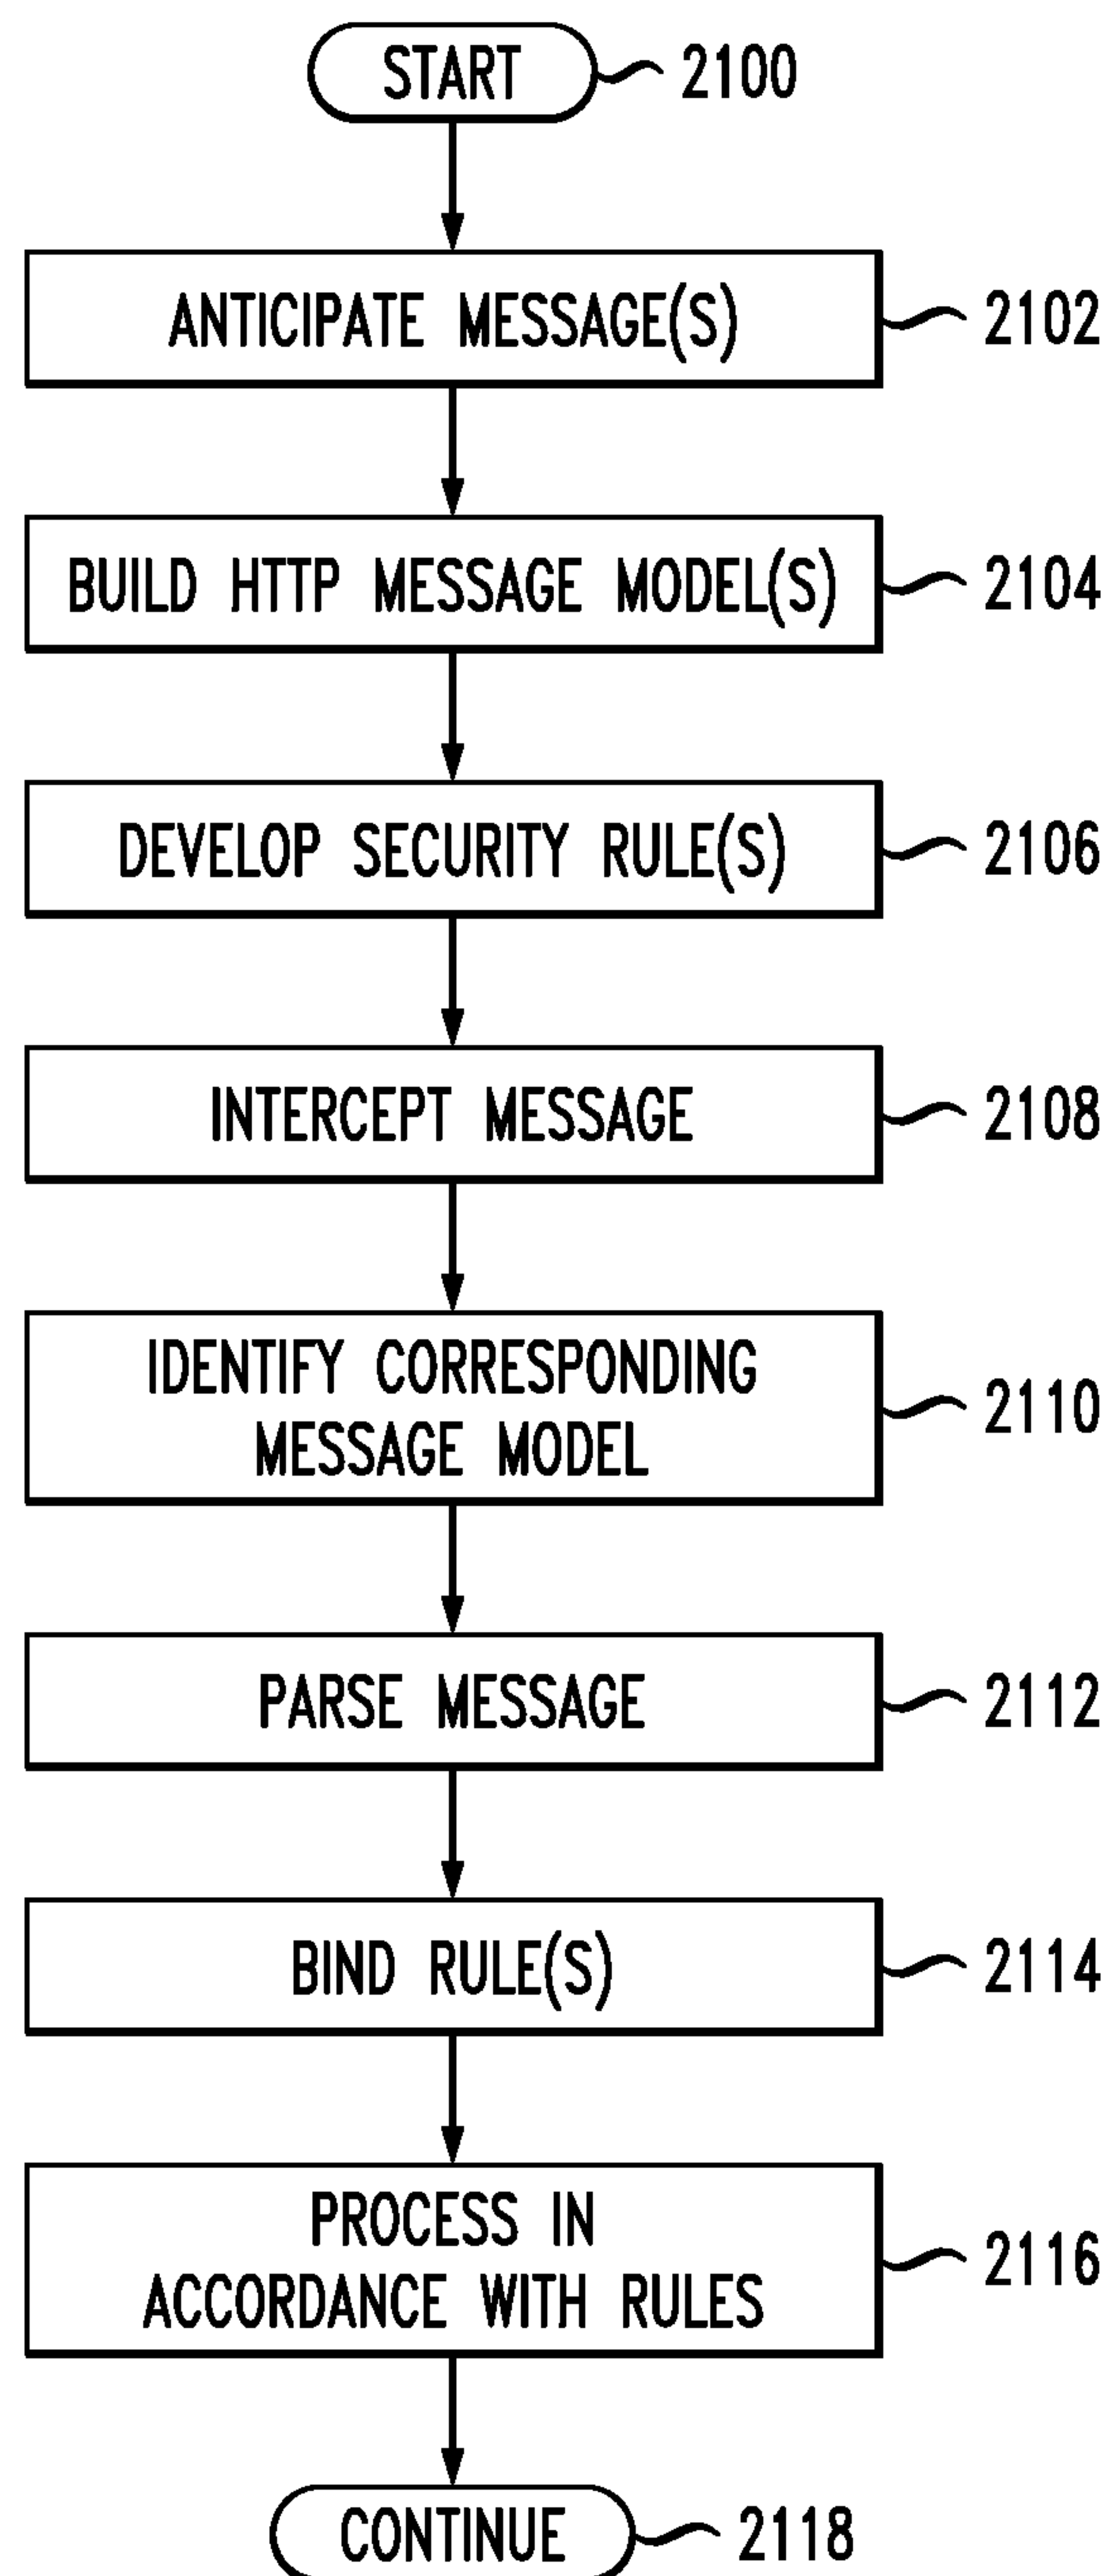 START 2100
ANTICIPATE MESSAGE(S) 2102
BUILD HTTP MESSAGE MODEL(S) 2104
DEVELOP SECURITY RULE(S) 2106
INTERCEPT MESSAGE 2108
IDENTIFY CORRESPONDING
MESSAGE MODEL
2110
PARSE MESSAGE 2112
BIND RULE(S) 2114
PROCESS IN
ACCORDANCE WITH RULES
2116
CONTINUE 2118